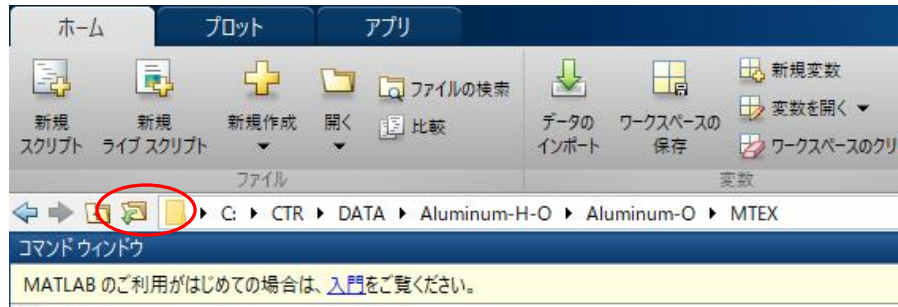 ホーム プロット アプリ
新規変数
ファイルの検索
変数を開く
新規 新規 新規作成 開く 比較 データの ワークスペースの
スクリプト ライブ スクリプト インポート 保存 ワークスペースのクリ
ファイル 変数
C: CTR DATA Aluminum-H-O Aluminum-O MTEX
コマンド ウィンドウ
MATLAB のご利用がはじめての場合は、入門をご覧ください。